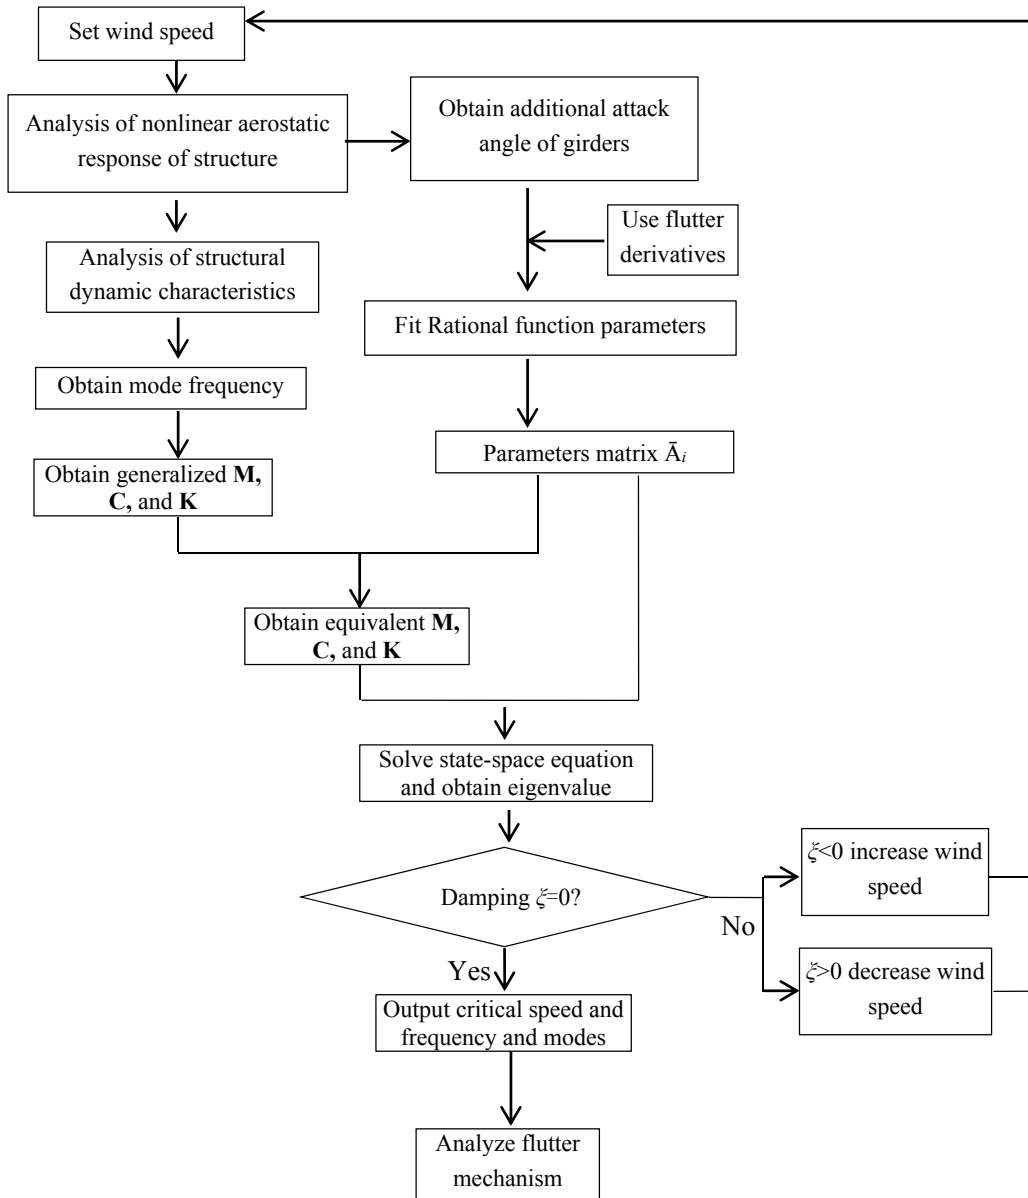 Set wind speed
Analysis of nonlinear aerostatic
response of structure
Obtain additional attack
angle of girders
Use flutter
derivatives
Analysis of structural
dynamic characteristics
Fit Rational function parameters
Obtain mode frequency
Parameters matrix Āi
Obtain generalized M,
C, and K
Obtain equivalent M,
C, and K
Solve state-space equation
and obtain eigenvalue
Damping ξ=0?
No
ξ<0 increase wind
speed
ξ>0 decrease wind
speed
Yes
Output critical speed and
frequency and modes
Analyze flutter
mechanism